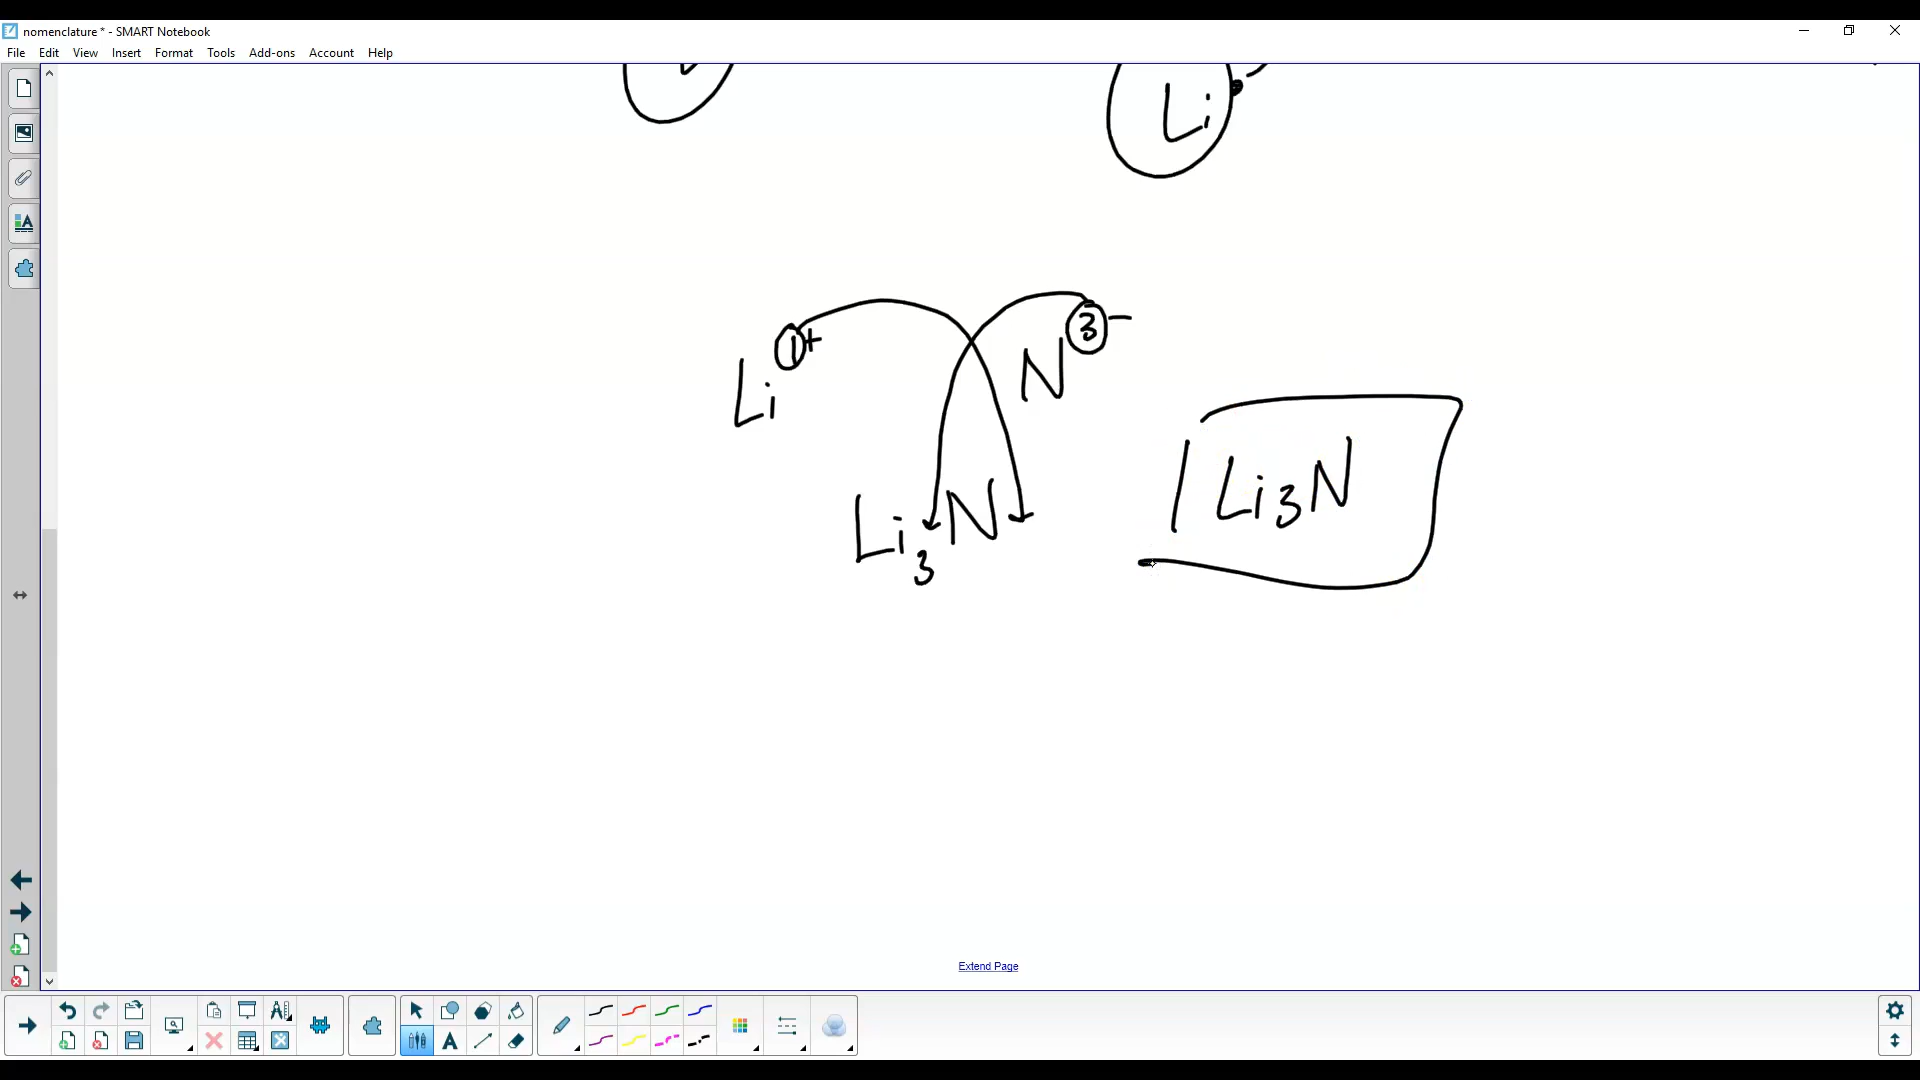 nomenclature * - SMART Notebook
File Edit View Insert Format Tools Add-ons Account Help
Li
Li 1+ N 3-
Li3N
Li3N
Extend Page